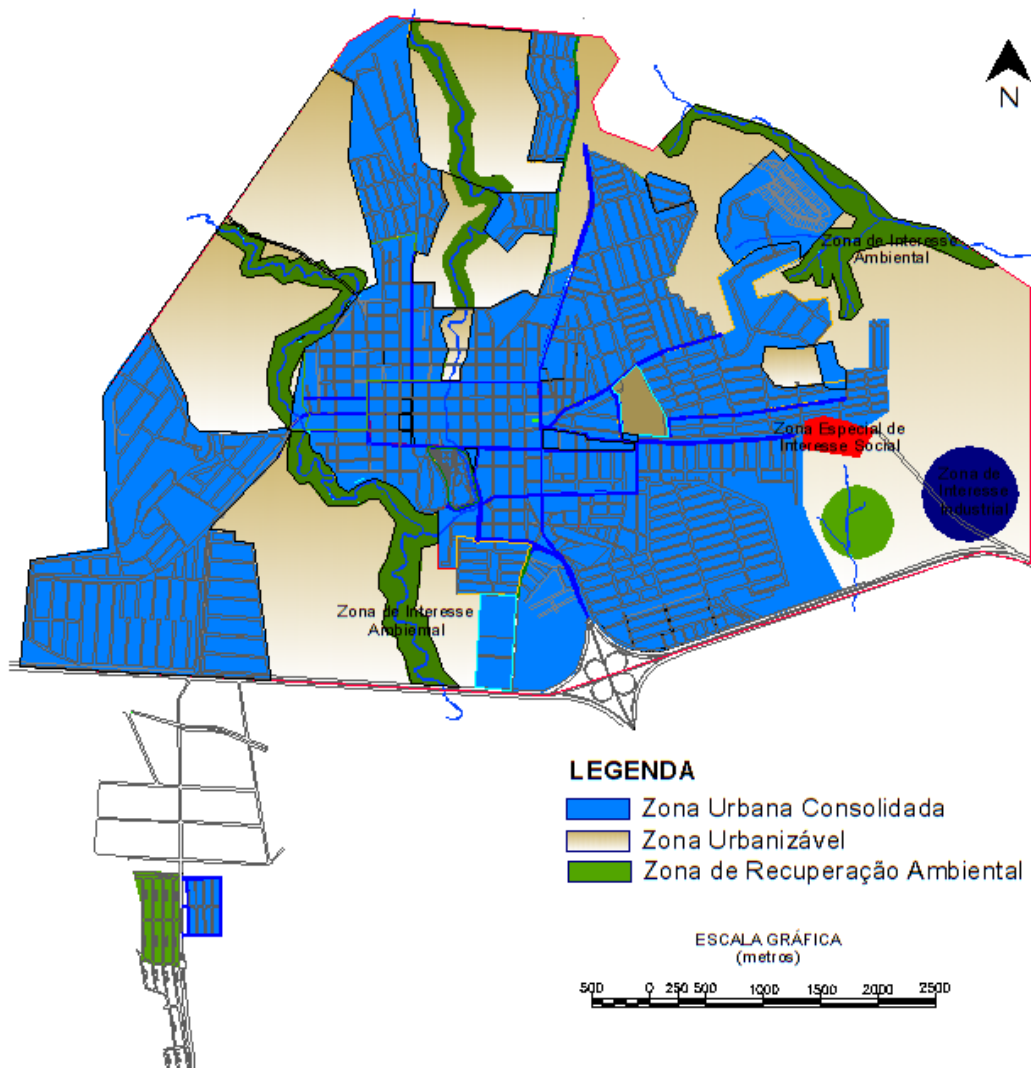 N
Zona de Interesse
Ambiental
Zona Especial de
Interesse Social
Zona de
Interesse
Industrial
Zona de Interesse
Ambiental
LEGENDA
Zona Urbana Consolidada
Zona Urbanizável
Zona de Recuperação Ambiental
ESCALA GRÁFICA
(metros)
500 0 250 500 1000 1500 2000 2500